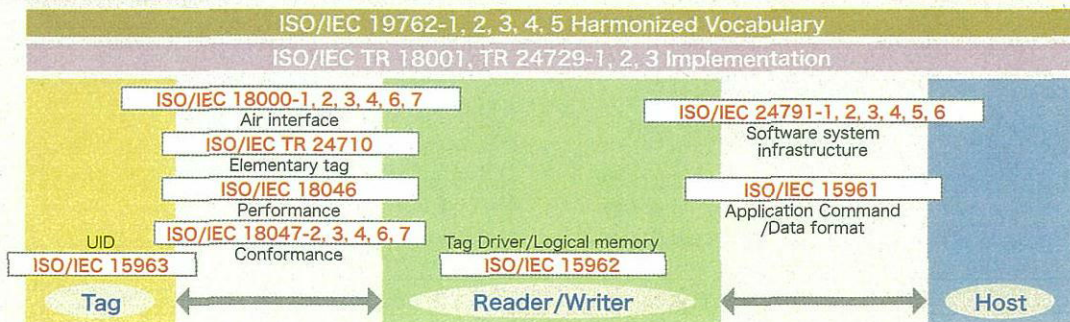 ISO/IEC 19762-1, 2, 3, 4, 5 Harmonized Vocabulary
ISO/IEC TR 18001, TR 24729-1, 2, 3 Implementation
ISO/IEC 18000-1, 2, 3, 4, 6, 7
Air interface
ISO/IEC TR 24710
Elementary tag
ISO/IEC 18046
Performance
ISO/IEC 18047-2, 3, 4, 6, 7
Conformance
ISO/IEC 24791-1, 2, 3, 4, 5, 6
Software system
infrastructure
ISO/IEC 15961
Application Command
/Data format
UID
ISO/IEC 15963
Tag Driver/Logical memory
ISO/IEC 15962
Tag
Reader/Writer
Host